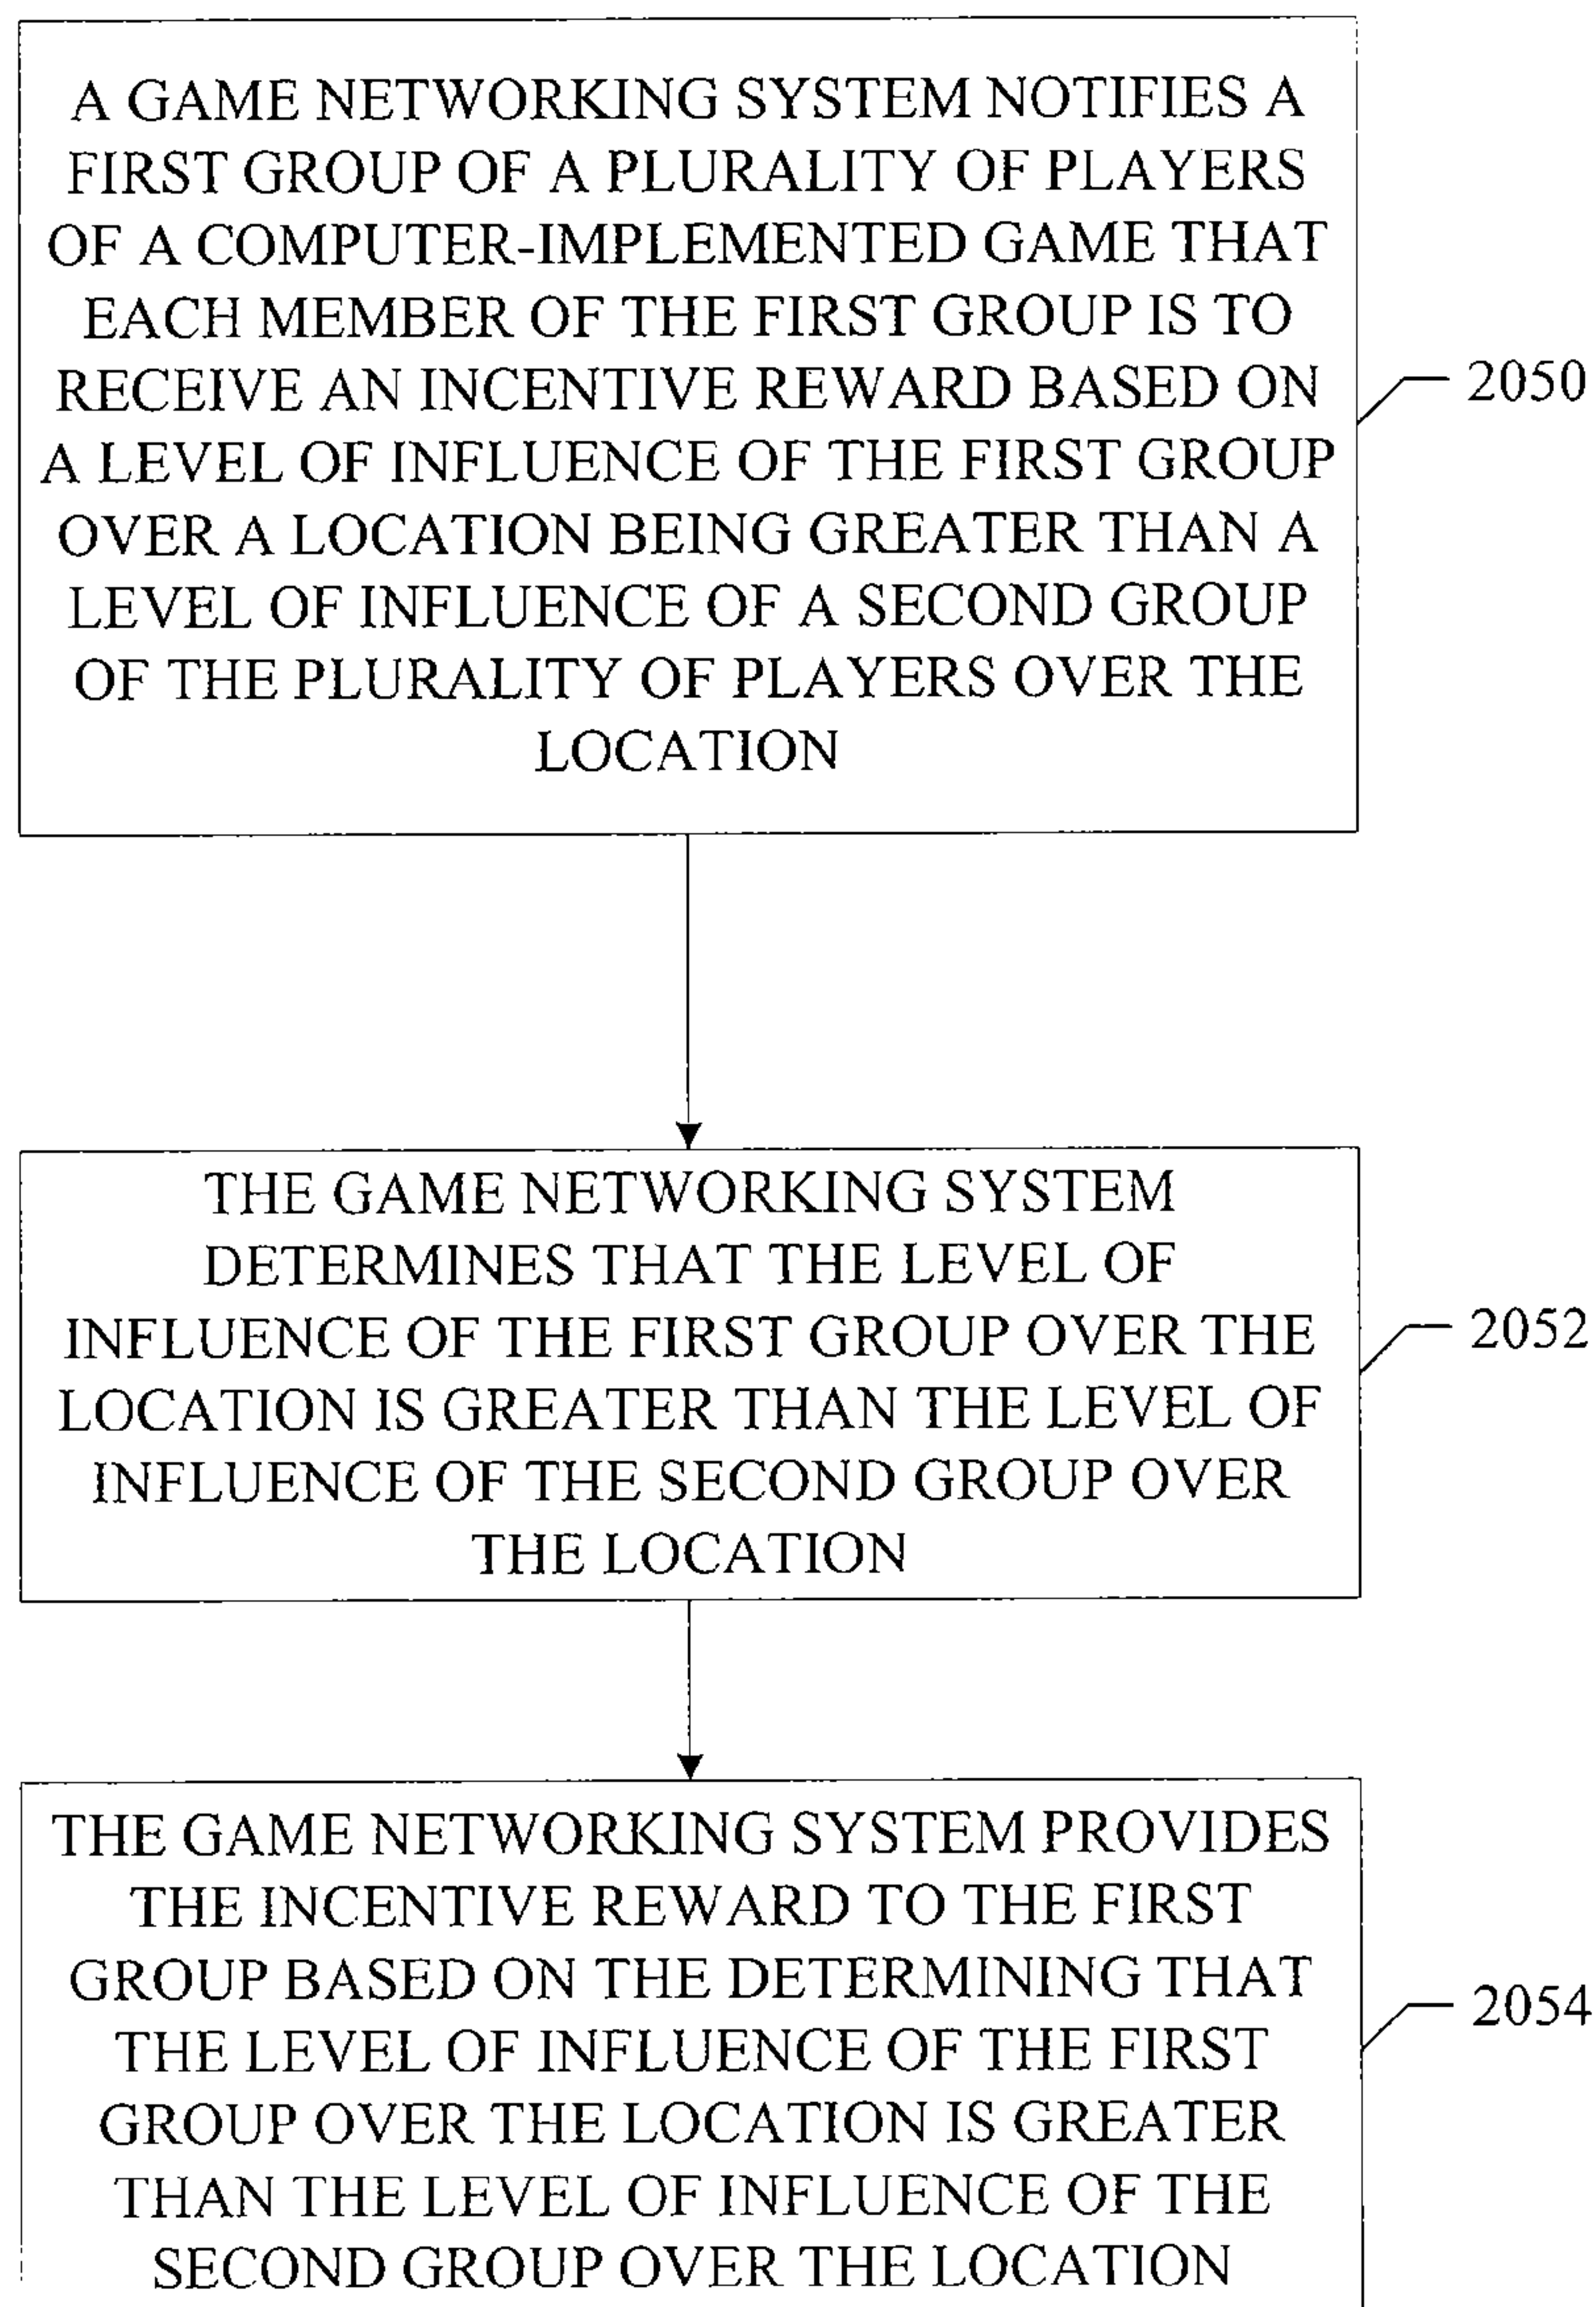 A GAME NETWORKING SYSTEM NOTIFIES A
FIRST GROUP OF A PLURALITY OF PLAYERS
OF A COMPUTER-IMPLEMENTED GAME THAT
EACH MEMBER OF THE FIRST GROUP IS TO
RECEIVE AN INCENTIVE REWARD BASED ON
A LEVEL OF INFLUENCE OF THE FIRST GROUP
OVER A LOCATION BEING GREATER THAN A
LEVEL OF INFLUENCE OF A SECOND GROUP
OF THE PLURALITY OF PLAYERS OVER THE
LOCATION
2050
THE GAME NETWORKING SYSTEM
DETERMINES THAT THE LEVEL OF
INFLUENCE OF THE FIRST GROUP OVER THE
LOCATION IS GREATER THAN THE LEVEL OF
INFLUENCE OF THE SECOND GROUP OVER
THE LOCATION
2052
THE GAME NETWORKING SYSTEM PROVIDES
THE INCENTIVE REWARD TO THE FIRST
GROUP BASED ON THE DETERMINING THAT
THE LEVEL OF INFLUENCE OF THE FIRST
GROUP OVER THE LOCATION IS GREATER
THAN THE LEVEL OF INFLUENCE OF THE
SECOND GROUP OVER THE LOCATION
2054